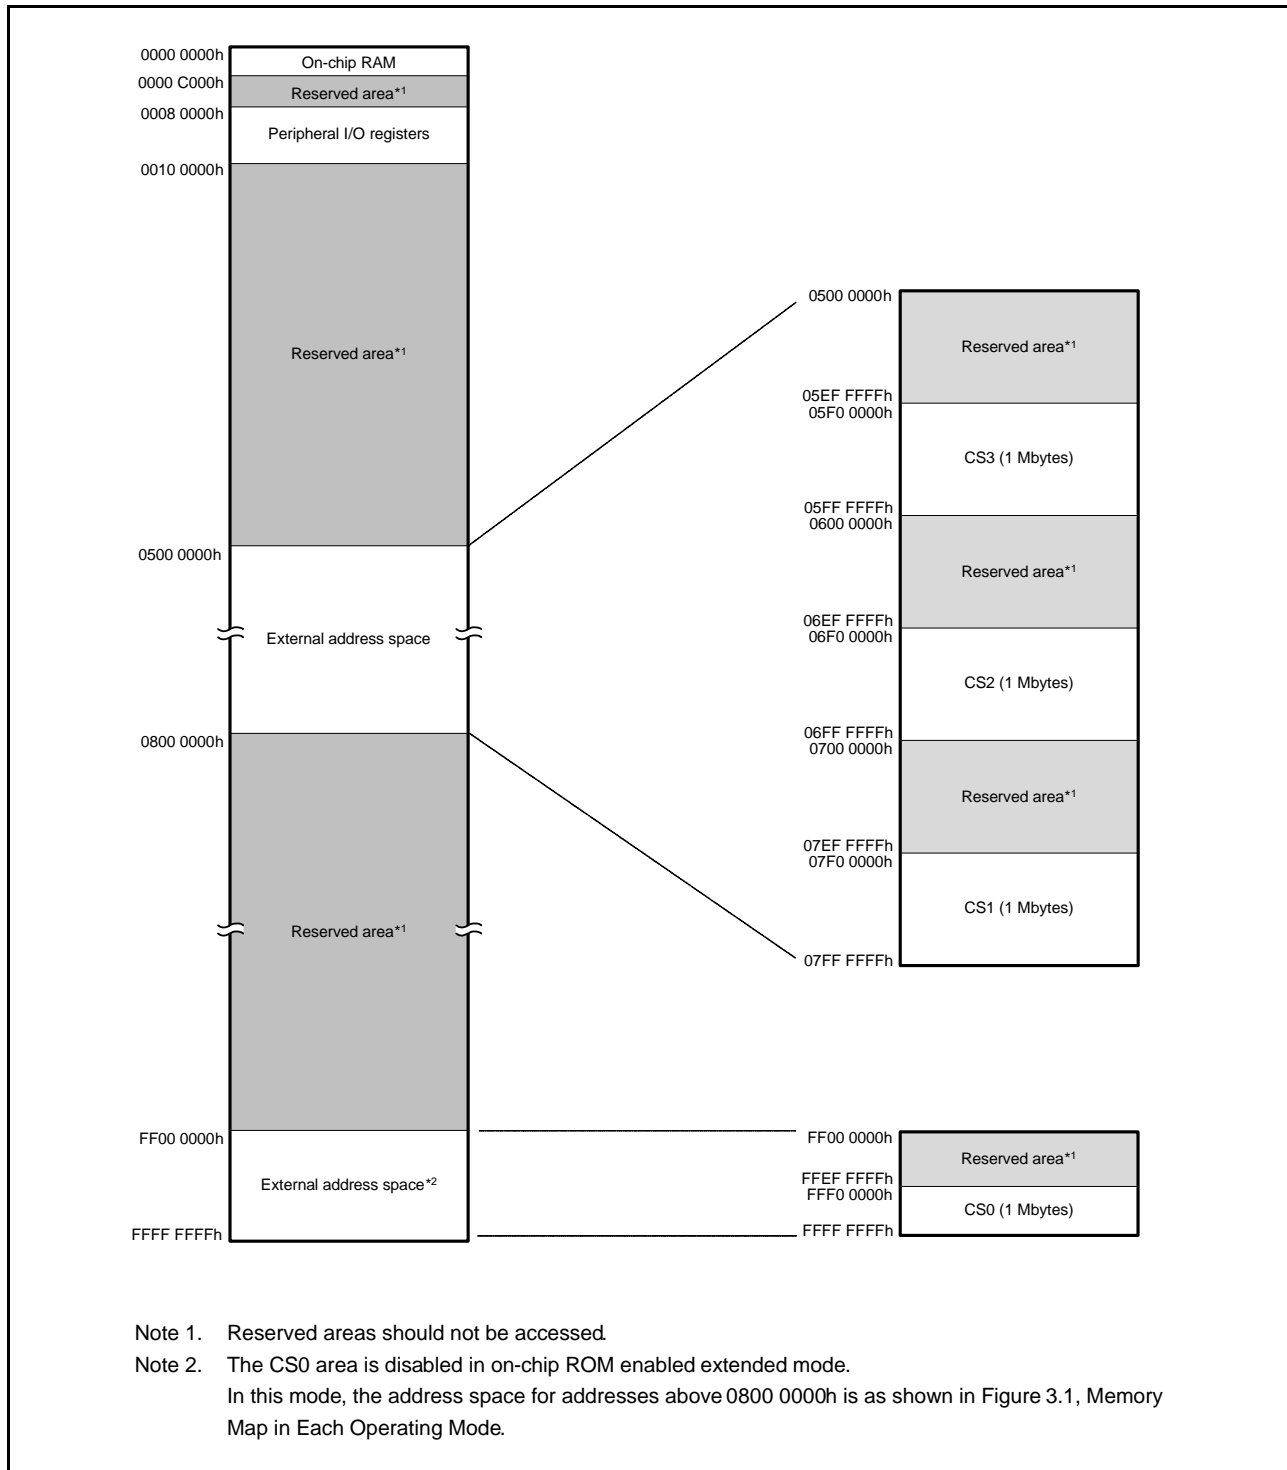 0000 0000h
On-chip RAM
0000 C000h
Reserved area*1
0008 0000h
Peripheral I/O registers
0010 0000h
Reserved area*1
0500 0000h
External address space
0800 0000h
Reserved area*1
FF00 0000h
External address space*2
FFFF FFFFh
0500 0000h
Reserved area*1
05EF FFFFh
05F0 0000h
CS3 (1 Mbytes)
05FF FFFFh
0600 0000h
Reserved area*1
06EF FFFFh
06F0 0000h
CS2 (1 Mbytes)
06FF FFFFh
0700 0000h
Reserved area*1
07EF FFFFh
07F0 0000h
CS1 (1 Mbytes)
07FF FFFFh
FF00 0000h
Reserved area*1
FFEF FFFFh
FFF0 0000h
CS0 (1 Mbytes)
FFFF FFFFh
Note 1. Reserved areas should not be accessed.
Note 2. The CS0 area is disabled in on-chip ROM enabled extended mode.
In this mode, the address space for addresses above 0800 0000h is as shown in Figure 3.1, Memory
Map in Each Operating Mode.